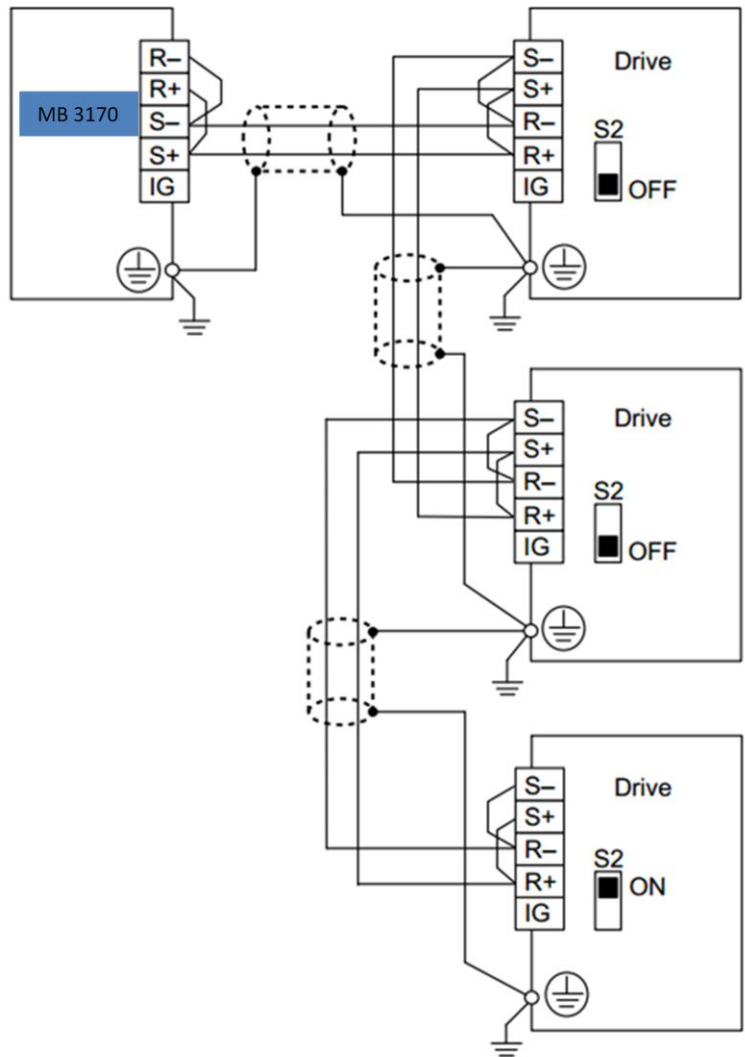 R–
R+
MB 3170
S–
S+
IG
S–
S+
R–
R+
IG
Drive
S2
OFF
S–
S+
R–
R+
IG
Drive
S2
OFF
S–
S+
R–
R+
IG
Drive
S2
ON